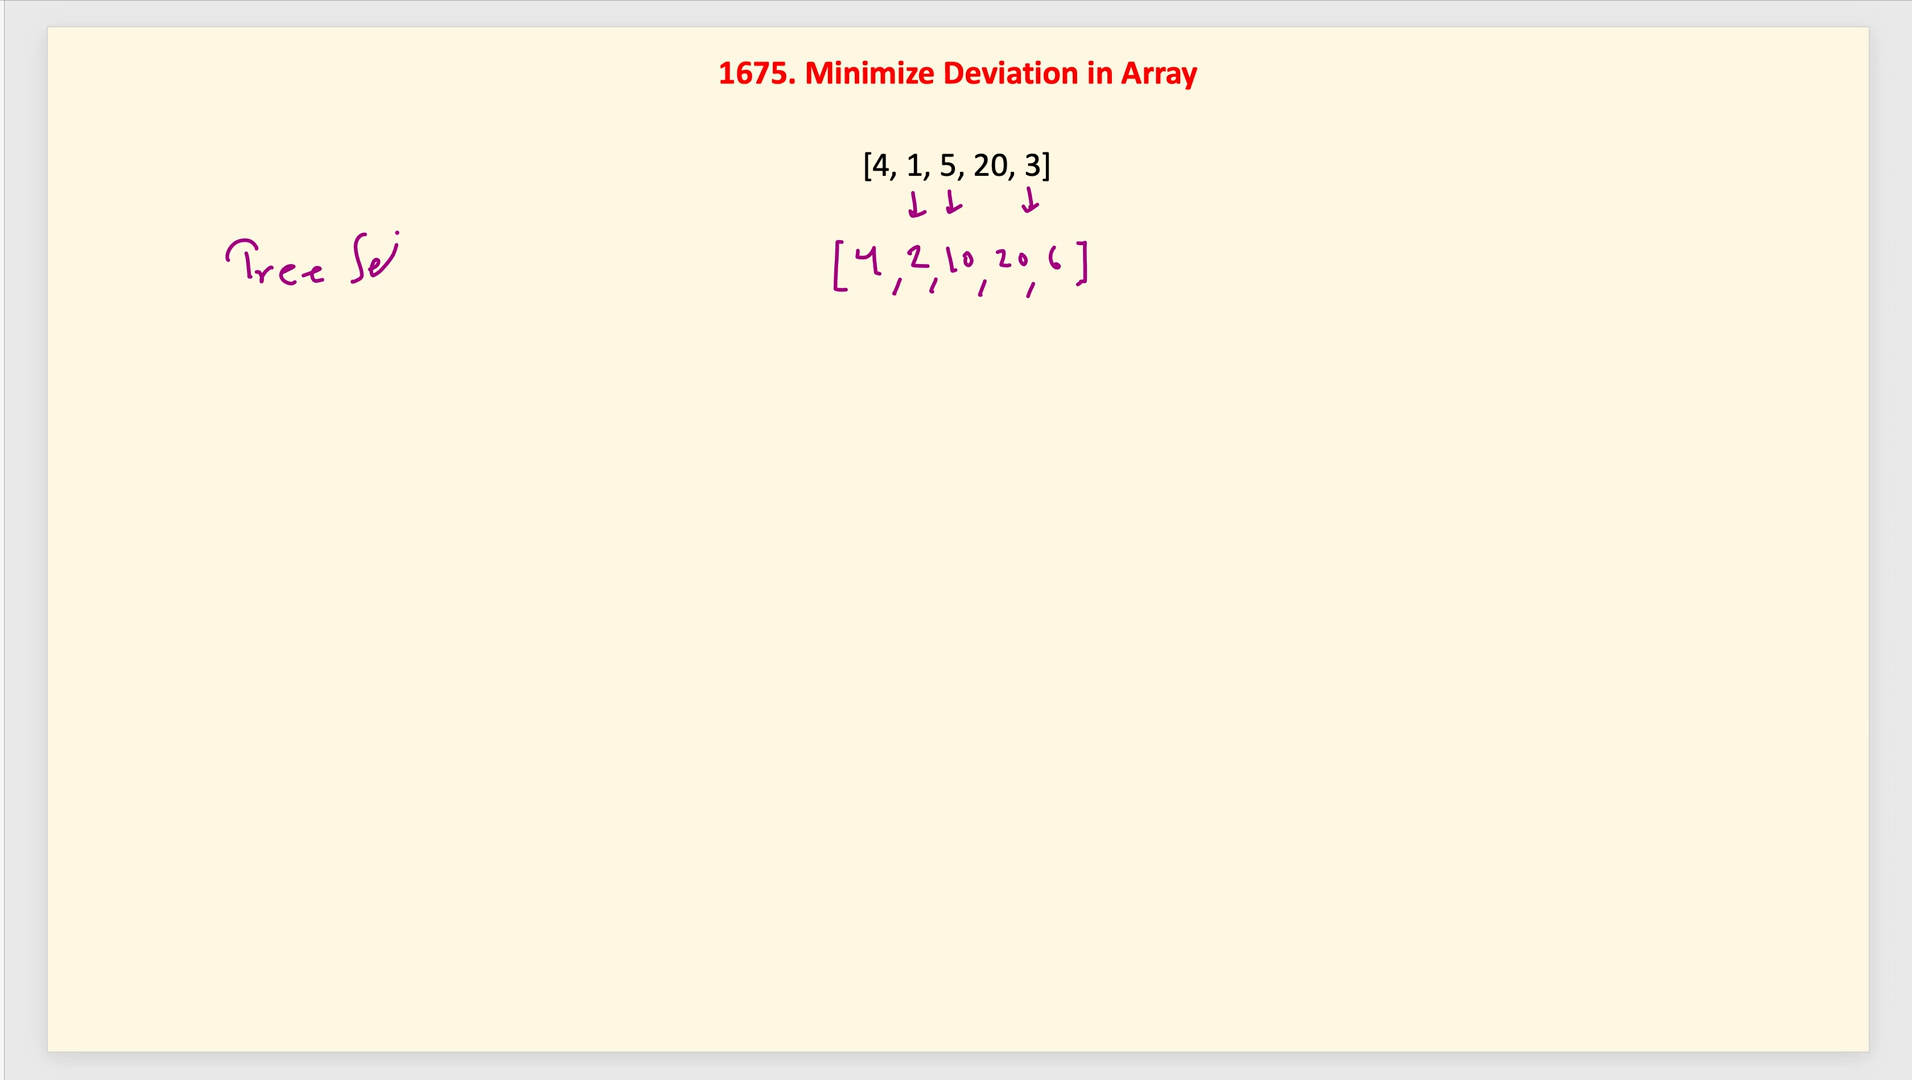 1675. Minimize Deviation in Array
[4, 1, 5, 20, 3]
Tree Set
[4, 2, 10, 20, 6]